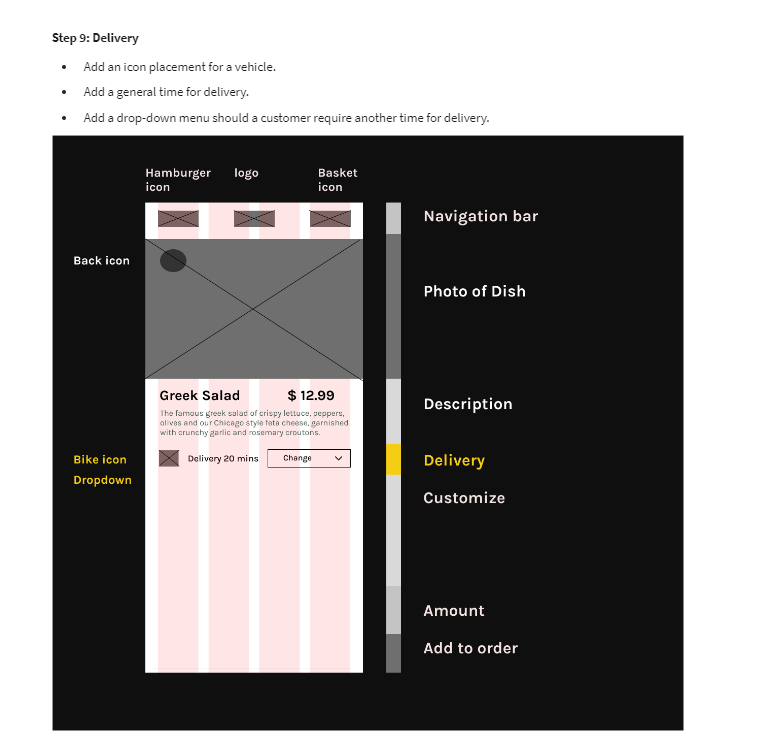 Step 9: Delivery
Add an icon placement for a vehicle.
Add a general time for delivery.
Add a drop-down menu should a customer require another time for delivery.
Hamburger
icon
logo
Basket
icon
Navigation bar
Back icon
Photo of Dish
Greek Salad
$ 12.99
The famous greek salad of crispy lettuce, peppers,
olives and our Chicago style feta cheese, garnished
with crunchy garlic and rosemary croutons.
Description
Bike icon
Dropdown
Delivery 20 mins
Change
Delivery
Customize
Amount
Add to order